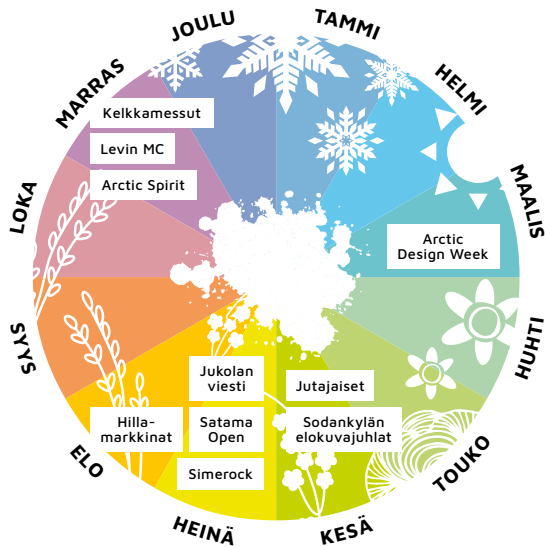 JOULU
TAMMI
HELMI
MAALIS
HUHTI
TOUKO
KESÄ
HEINÄ
ELO
SYYS
LOKA
MARRAS
Kelkkamessut
Levin MC
Arctic Spirit
Arctic
Design Week
Jukolan
viesti
Jutajaiset
Hilla-
markkinat
Satama
Open
Sodankylän
elokuvajuhlat
Simerock